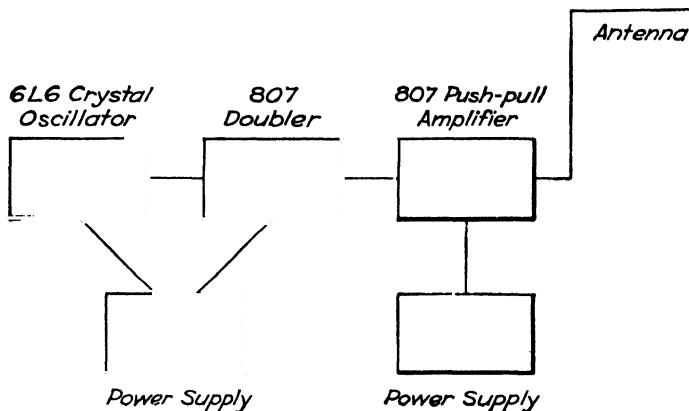 Antenna
6L6 Crystal
Oscillator
807
Doubler
807 Push-pull
Amplifier
Power Supply
Power Supply